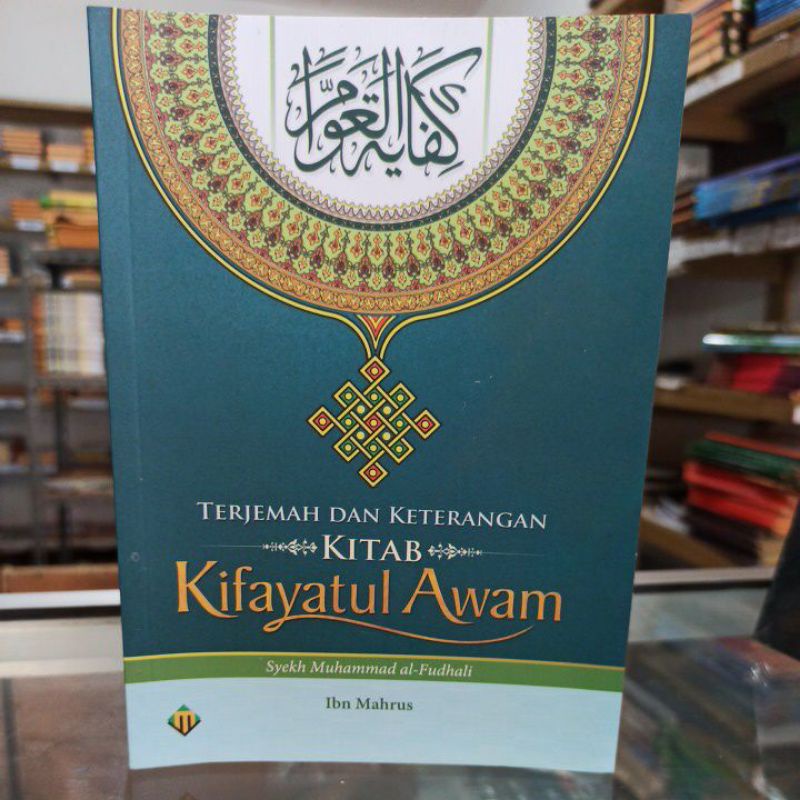 كفاية العوام
TERJEMAH DAN KETERANGAN
KITAB
Kifayatul Awam
Syekh Muhammad al-Fudhali
Ibn Mahrus